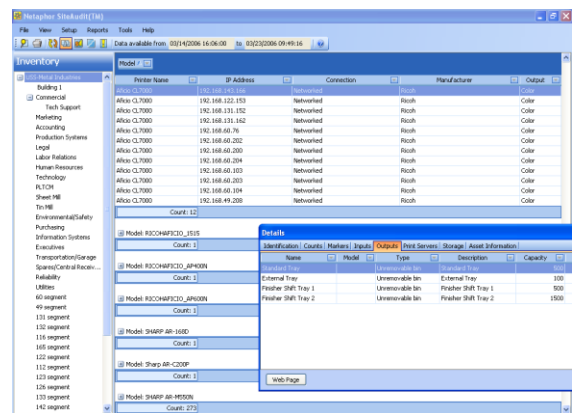 Netaphor SiteAudit(TM)
File View Setup Reports Tools Help
Data available from 03/14/2006 16:06:00 to 03/23/2006 09:49:16
Inventory
Model /
USS-Metal Industries
Building 1
Commercial
Tech Support
Marketing
Accounting
Production Systems
Legal
Labor Relations
Human Resources
Technology
PLTCM
Sheet Mill
Tin Mill
Environmental/Safety
Purchasing
Information Systems
Executives
Transportation/Garage
Spares/Central Receiv...
Reliability
Utilities
60 segment
49 segment
131 segment
132 segment
116 segment
165 segment
122 segment
112 segment
123 segment
126 segment
133 segment
142 segment
Printer Name IP Address Connection Manufacturer Output
Aficio CL7000 192.168.143.166 Networked Ricoh Color
Aficio CL7000 192.168.122.153 Networked Ricoh Color
Aficio CL7000 192.168.131.152 Networked Ricoh Color
Aficio CL7000 192.168.131.162 Networked Ricoh Color
Aficio CL7000 192.168.60.76 Networked Ricoh Color
Aficio CL7000 192.168.60.202 Networked Ricoh Color
Aficio CL7000 192.168.60.200 Networked Ricoh Color
Aficio CL7000 192.168.60.204 Networked Ricoh Color
Aficio CL7000 192.168.60.103 Networked Ricoh Color
Aficio CL7000 192.168.60.203 Networked Ricoh Color
Aficio CL7000 192.168.60.104 Networked Ricoh Color
Aficio CL7000 192.168.49.208 Networked Ricoh Color
Count: 12
Model: RICOHAFICIO_1515
Count: 1
Model: RICOHAFICIO_AP400N
Count: 1
Model: RICOHAFICIO_AP600N
Count: 1
Model: SHARP AR-168D
Count: 1
Model: Sharp AR-C200P
Count: 1
Model: SHARP AR-M550N
Count: 273
Details
Identification Counts Markers Inputs Outputs Print Servers Storage Asset Information
Name Model Type Description Capacity
Standard Tray Unremovable bin Standard Tray 500
External Tray Unremovable bin External Tray 100
Finisher Shift Tray 1 Unremovable bin Finisher Shift Tray 1 500
Finisher Shift Tray 2 Unremovable bin Finisher Shift Tray 2 1500
Web Page